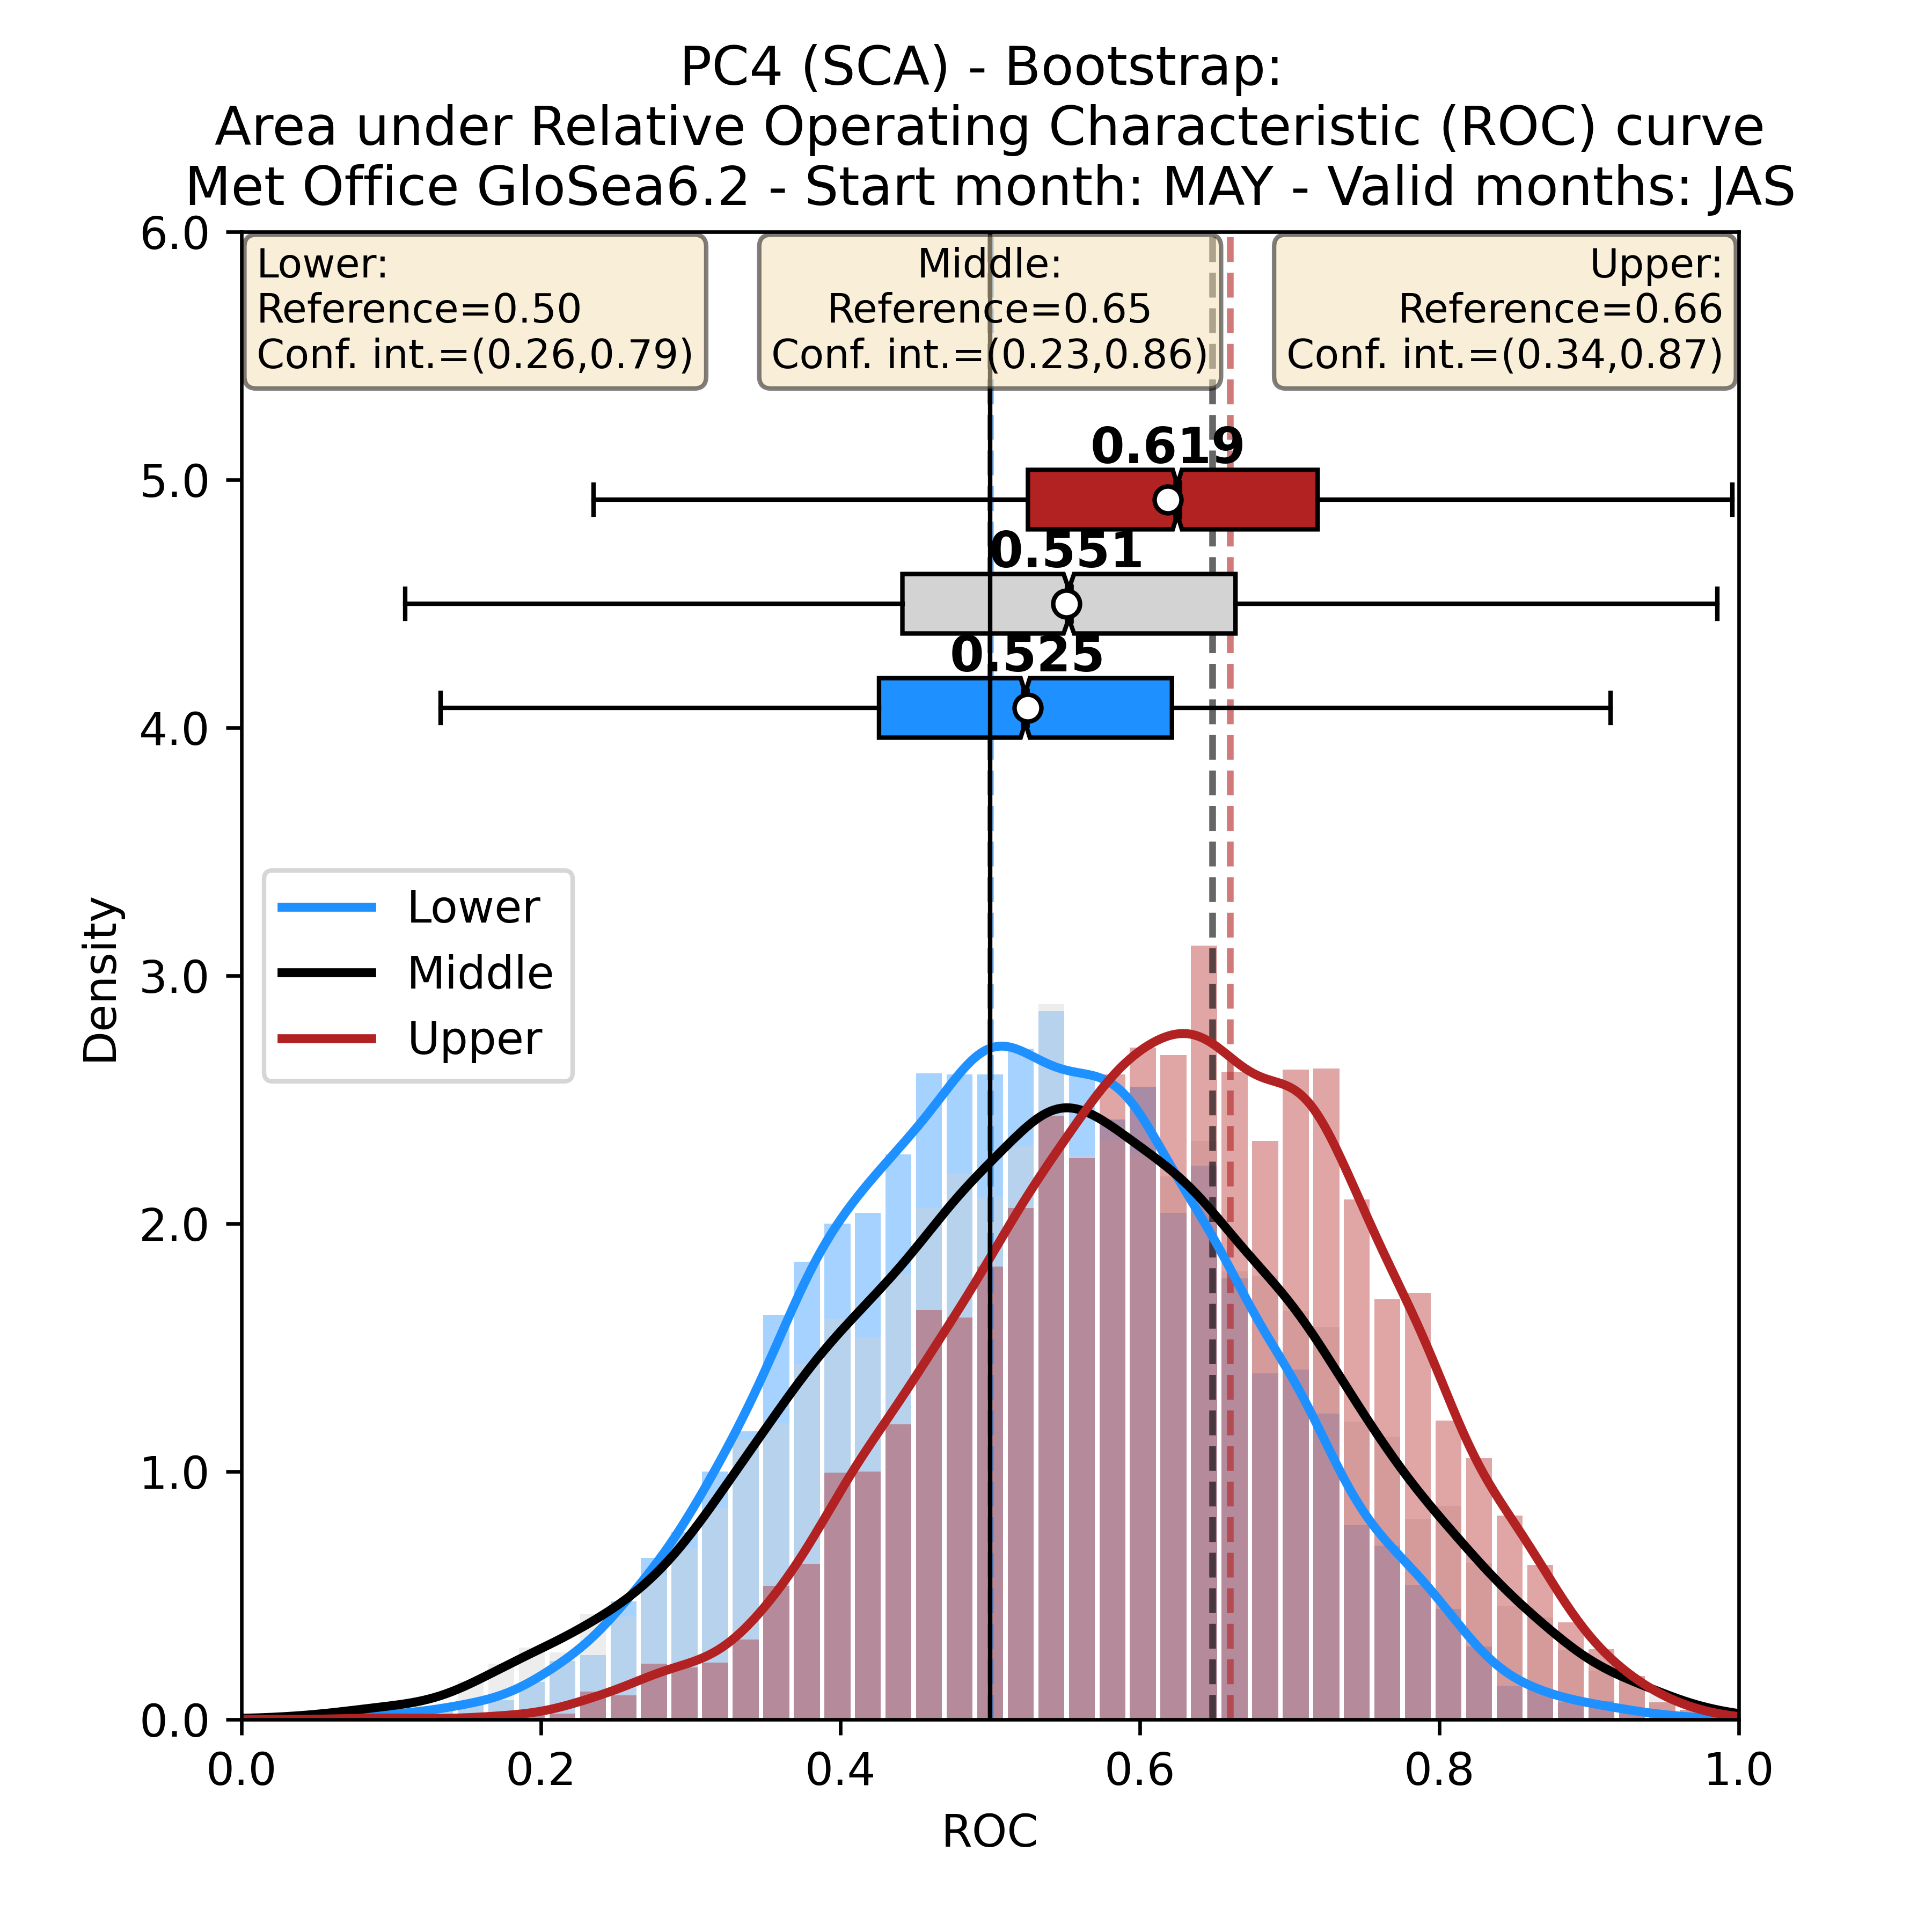 PC4 (SCA) - Bootstrap:
Area under Relative Operating Characteristic (ROC) curve
Met Office GloSea6.2 - Start month: MAY - Valid months: JAS
Lower:
Reference=0.50
Conf. int.=(0.26,0.79)
Middle:
Reference=0.65
Conf. int.=(0.23,0.86)
Upper:
Reference=0.66
Conf. int.=(0.34,0.87)
0.619
0.551
0.525
Lower
Middle
Upper
Density
6.0
5.0
4.0
3.0
2.0
1.0
0.0
0.0 0.2 0.4 0.6 0.8 1.0
ROC